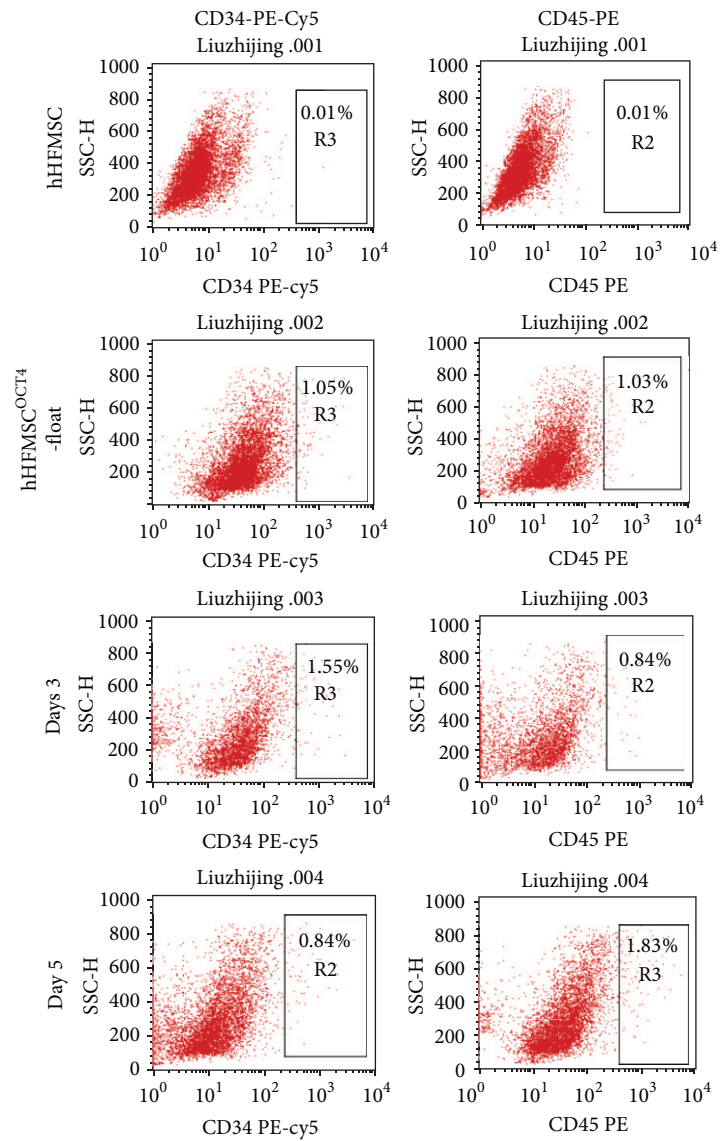 CD34-PE-Cy5 CD45-PE
Liuzhijing .001 Liuzhijing .001
hHFMSC
SSC-H
1000
800
600
400
200
0
0.01%
R3
10^0 10^1 10^2 10^3 10^4
CD34 PE-cy5
SSC-H
1000
800
600
400
200
0
0.01%
R2
10^0 10^1 10^2 10^3 10^4
CD45 PE
Liuzhijing .002 Liuzhijing .002
hHFMSC^OCT4
-float
SSC-H
1000
800
600
400
200
0
1.05%
R3
10^0 10^1 10^2 10^3 10^4
CD34 PE-cy5
SSC-H
1000
800
600
400
200
0
1.03%
R2
10^0 10^1 10^2 10^3 10^4
CD45 PE
Liuzhijing .003 Liuzhijing .003
Days 3
SSC-H
1000
800
600
400
200
0
1.55%
R3
10^0 10^1 10^2 10^3 10^4
CD34 PE-cy5
SSC-H
1000
800
600
400
200
0
0.84%
R2
10^0 10^1 10^2 10^3 10^4
CD45 PE
Liuzhijing .004 Liuzhijing .004
Day 5
SSC-H
1000
800
600
400
200
0
0.84%
R2
10^0 10^1 10^2 10^3 10^4
CD34 PE-cy5
SSC-H
1000
800
600
400
200
0
1.83%
R3
10^0 10^1 10^2 10^3 10^4
CD45 PE